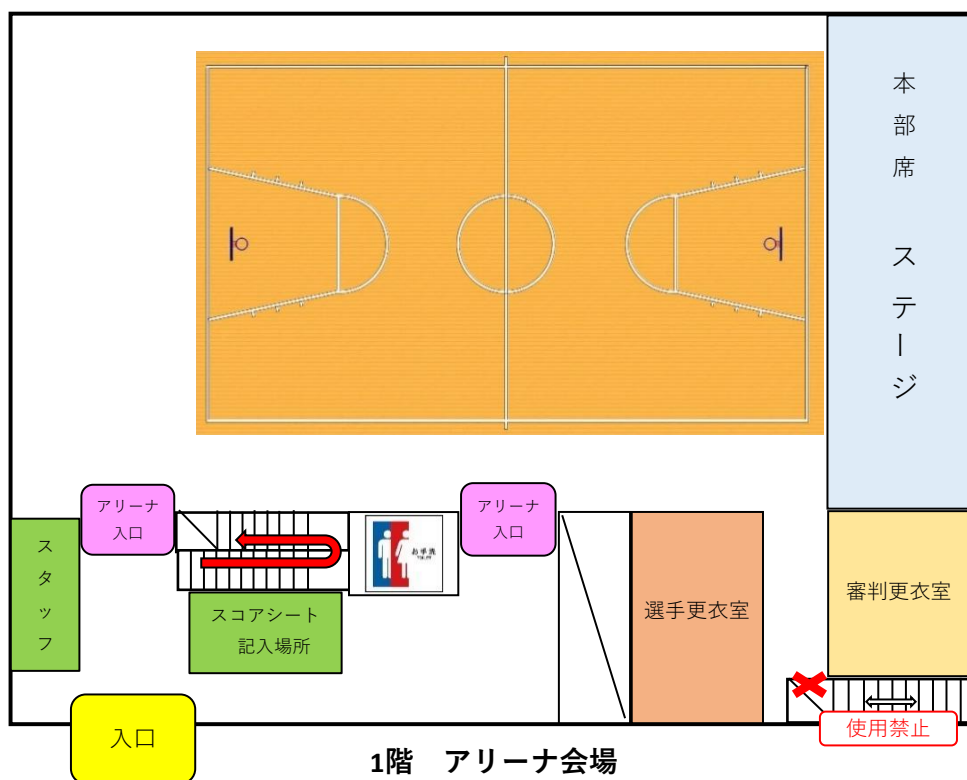 本部席 ステージ
アリーナ
入口
アリーナ
入口
お手洗
スタッフ
スコアシート
記入場所
選手更衣室
審判更衣室
使用禁止
入口
1階 アリーナ会場